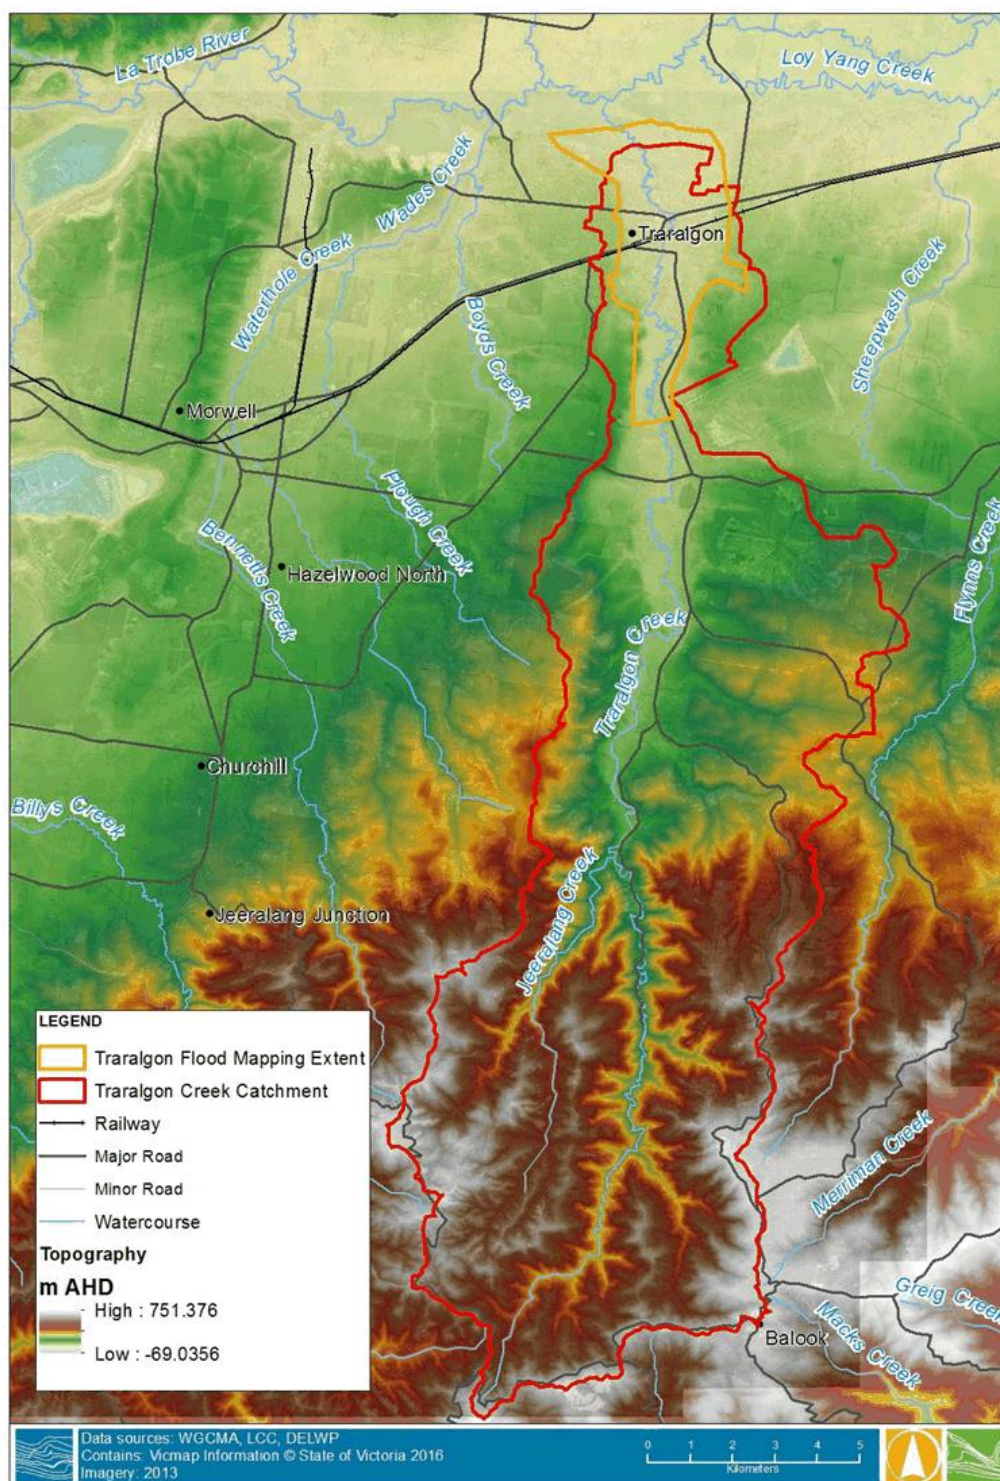 La Trobe River
Loy Yang Creek
Wades Creek
Waterhole Creek
Traralgon
Boyds Creek
Sheepwash Creek
Morwell
Plough Creek
Bennetts Creek
Hazelwood North
Flynns Creek
Traralgon Creek
Churchill
Billys Creek
Jeeralang Creek
Jeeralang Junction
LEGEND
Traralgon Flood Mapping Extent
Traralgon Creek Catchment
Railway
Major Road
Minor Road
Watercourse
Topography
m AHD
High : 751.376
Low : -69.0356
Merriman Creek
Greig Creek
Macks Creek
Balook
Data sources: WGCMA, LCC, DELWP
Contains: Vicmap Information © State of Victoria 2016
Imagery: 2013
0 1 2 3 4 5
Kilometers